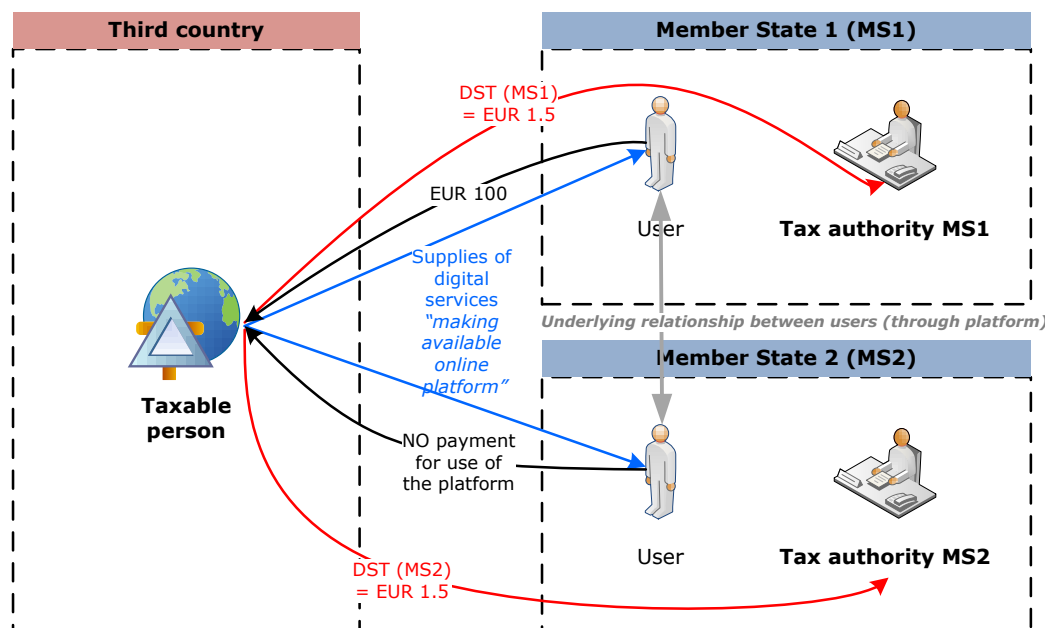 Third country
Member State 1 (MS1)
DST (MS1)
= EUR 1.5
EUR 100
User
Tax authority MS1
Supplies of
digital
services
“making
available
online
platform”
Underlying relationship between users (through platform)
Member State 2 (MS2)
Taxable
person
NO payment
for use of
the platform
User
Tax authority MS2
DST (MS2)
= EUR 1.5